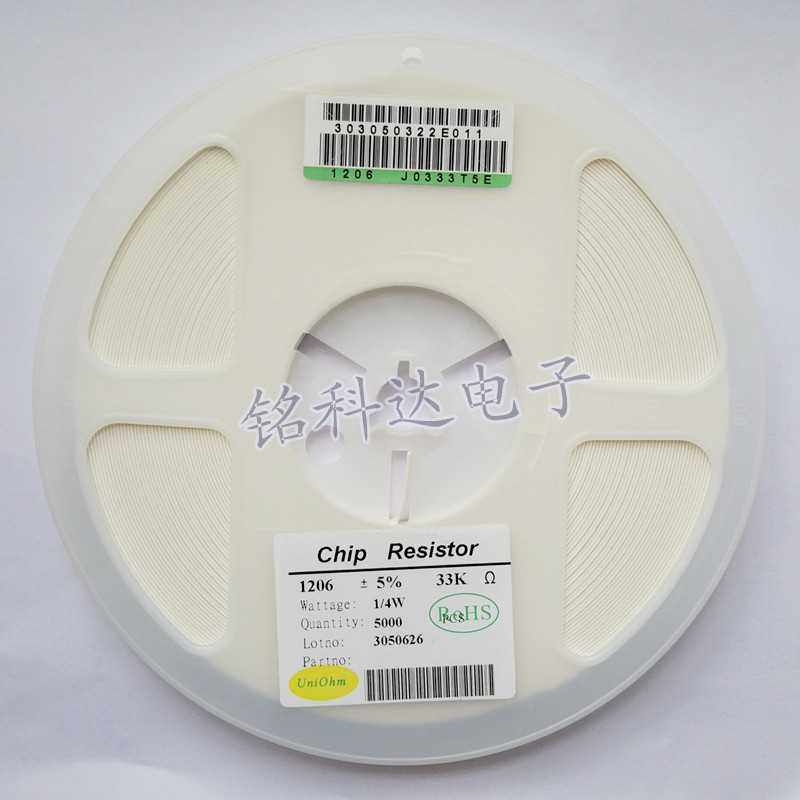 303050322E011
1206 J0333T5E
铭科达电子
Chip Resistor
1206 ± 5% 33K Ω
Wattage: 1/4W
Quantity: 5000 PCS
RoHS
Lotno: 3050626
Partno:
UniOhm